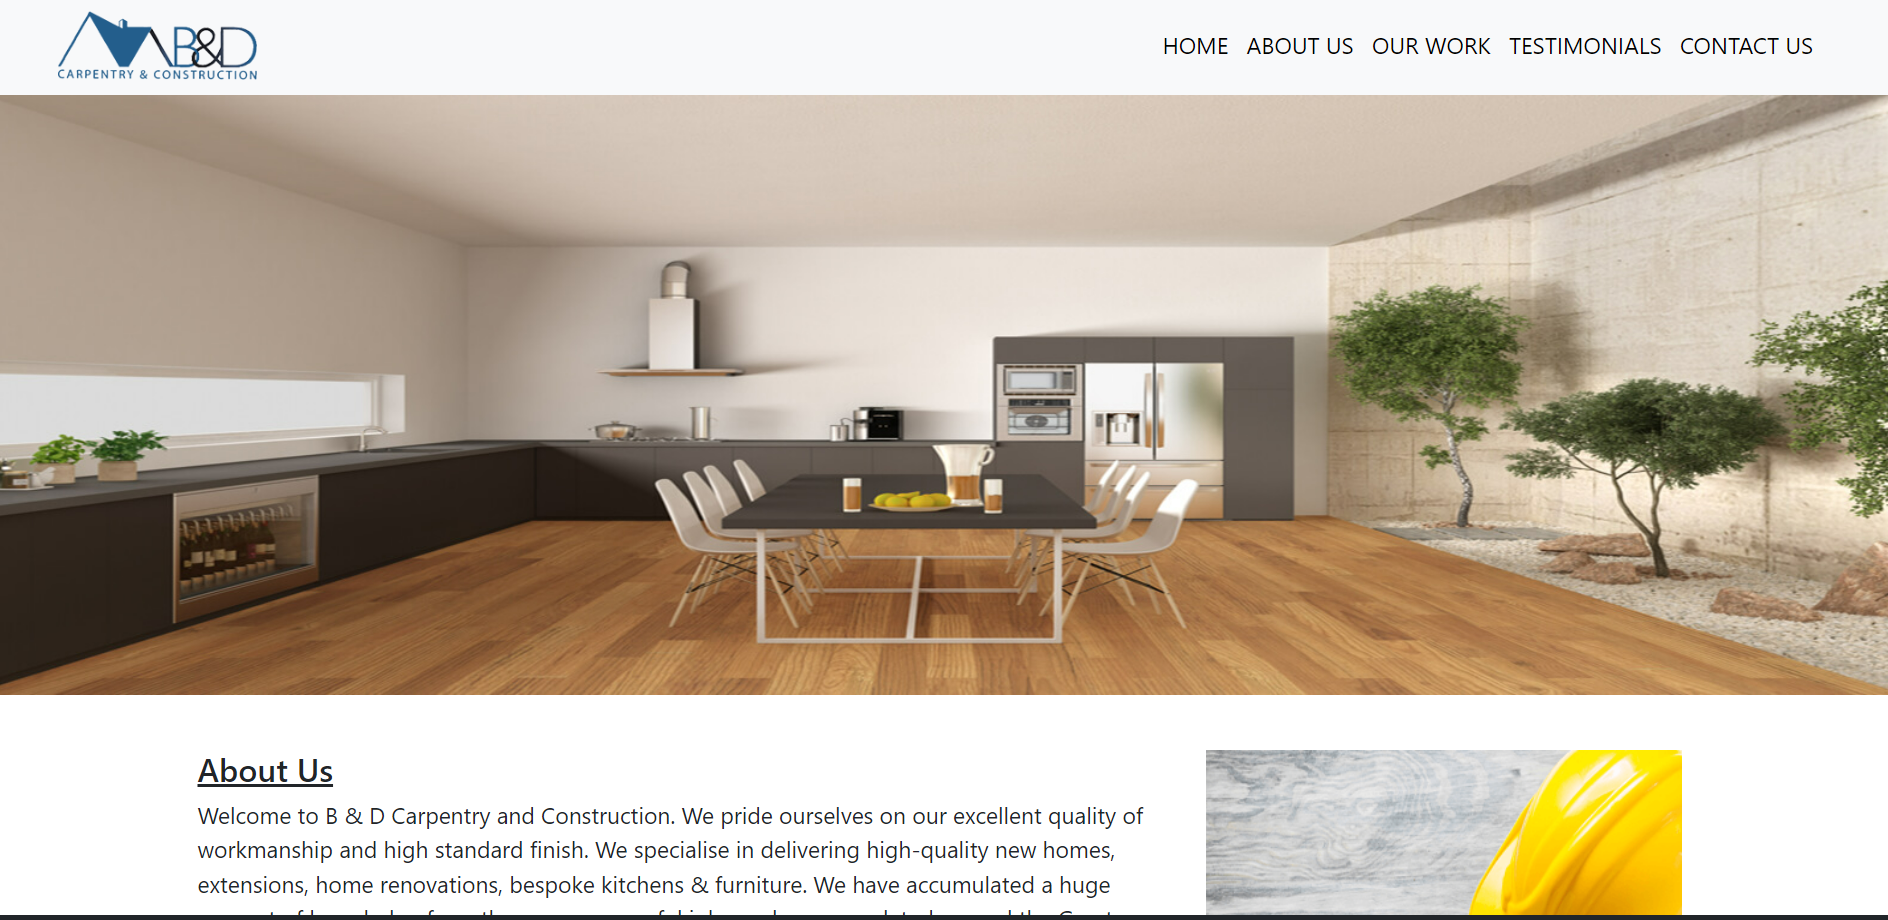 B&D
CARPENTRY & CONSTRUCTION
HOME ABOUT US OUR WORK TESTIMONIALS CONTACT US
About Us
Welcome to B & D Carpentry and Construction. We pride ourselves on our excellent quality of
workmanship and high standard finish. We specialise in delivering high-quality new homes,
extensions, home renovations, bespoke kitchens & furniture. We have accumulated a huge